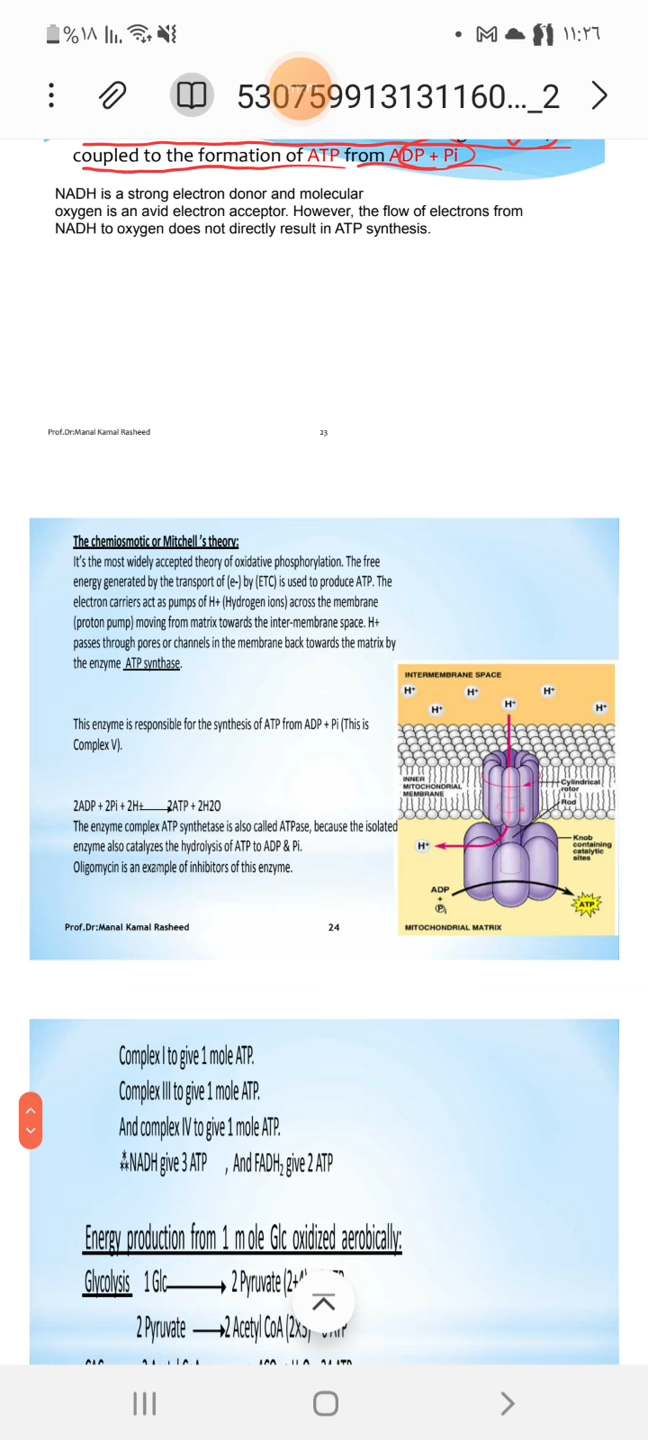 %١٨
١١:٢٦
530759913131160..._2
coupled to the formation of ATP from ADP + Pi
NADH is a strong electron donor and molecular
oxygen is an avid electron acceptor. However, the flow of electrons from
NADH to oxygen does not directly result in ATP synthesis.
Prof.Dr:Manal Kamal Rasheed
23
The chemiosmotic or Mitchell 's theory:
It's the most widely accepted theory of oxidative phosphorylation. The free
energy generated by the transport of (e-) by (ETC) is used to produce ATP. The
electron carriers act as pumps of H+ (Hydrogen ions) across the membrane
(proton pump) moving from matrix towards the inter-membrane space. H+
passes through pores or channels in the membrane back towards the matrix by
the enzyme ATP synthase.
This enzyme is responsible for the synthesis of ATP from ADP + Pi (This is
Complex V).
2ADP + 2Pi + 2H+ 2ATP + 2H2O
The enzyme complex ATP synthetase is also called ATPase, because the isolated
enzyme also catalyzes the hydrolysis of ATP to ADP & Pi.
Oligomycin is an example of inhibitors of this enzyme.
Prof.Dr:Manal Kamal Rasheed
24
INTERMEMBRANE SPACE
H+
H+
H+
H+
H+
H+
INNER
MITOCHONDRIAL
MEMBRANE
Cylindrical
rotor
Rod
Knob
containing
catalytic
sites
H+
ADP
+
Pi
ATP
MITOCHONDRIAL MATRIX
Complex I to give 1 mole ATP.
Complex III to give 1 mole ATP.
And complex IV to give 1 mole ATP.
⁂NADH give 3 ATP , And FADH₂ give 2 ATP
Energy production from 1 mole Glc oxidized aerobically:
Glycolysis 1 Glc → 2 Pyruvate
2 Pyruvate → 2 Acetyl CoA